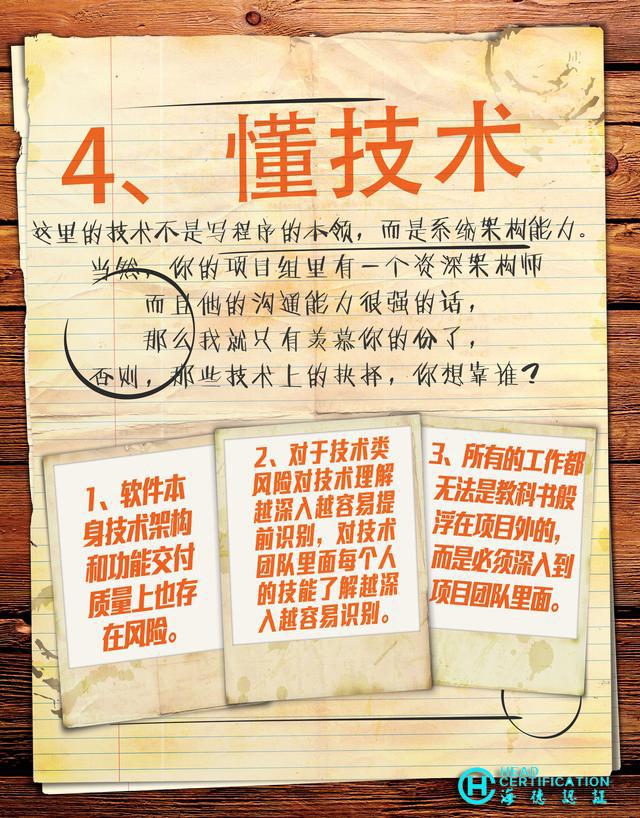 4、懂技术
这里的技术不是写程序的本领，而是系统架构能力。
当然，你的项目组里有一个资深架构师
而且他的沟通能力很强的话，
那么我就只有羡慕你的份了，
否则，那些技术上的抉择，你想靠谁？
1、软件本
身技术架构
和功能交付
质量上也存
在风险。
2、对于技术类
风险对技术理解
越深入越容易提
前识别，对技术
团队里面每个人
的技能了解越深
入越容易识别。
3、所有的工作都
无法是教科书般
浮在项目外的，
而是必须深入到
项目团队里面。
HEAD
CERTIFICATION
海德认証